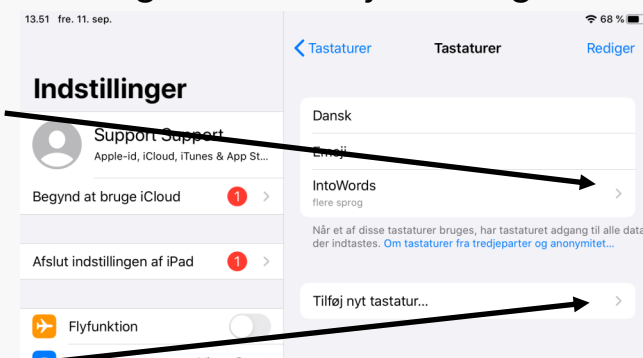 13.51 fre. 11. sep.
68 %
Tastaturer
Tastaturer
Rediger
Indstillinger
Support Support
Apple-id, iCloud, iTunes & App St...
Begynd at bruge iCloud 1
Afslut indstillingen af iPad 1
Flyfunktion
Dansk
Emoji
IntoWords
flere sprog
Når et af disse tastaturer bruges, har tastaturet adgang til alle data
der indtastes. Om tastaturer fra tredjeparter og anonymitet...
Tilføj nyt tastatur...